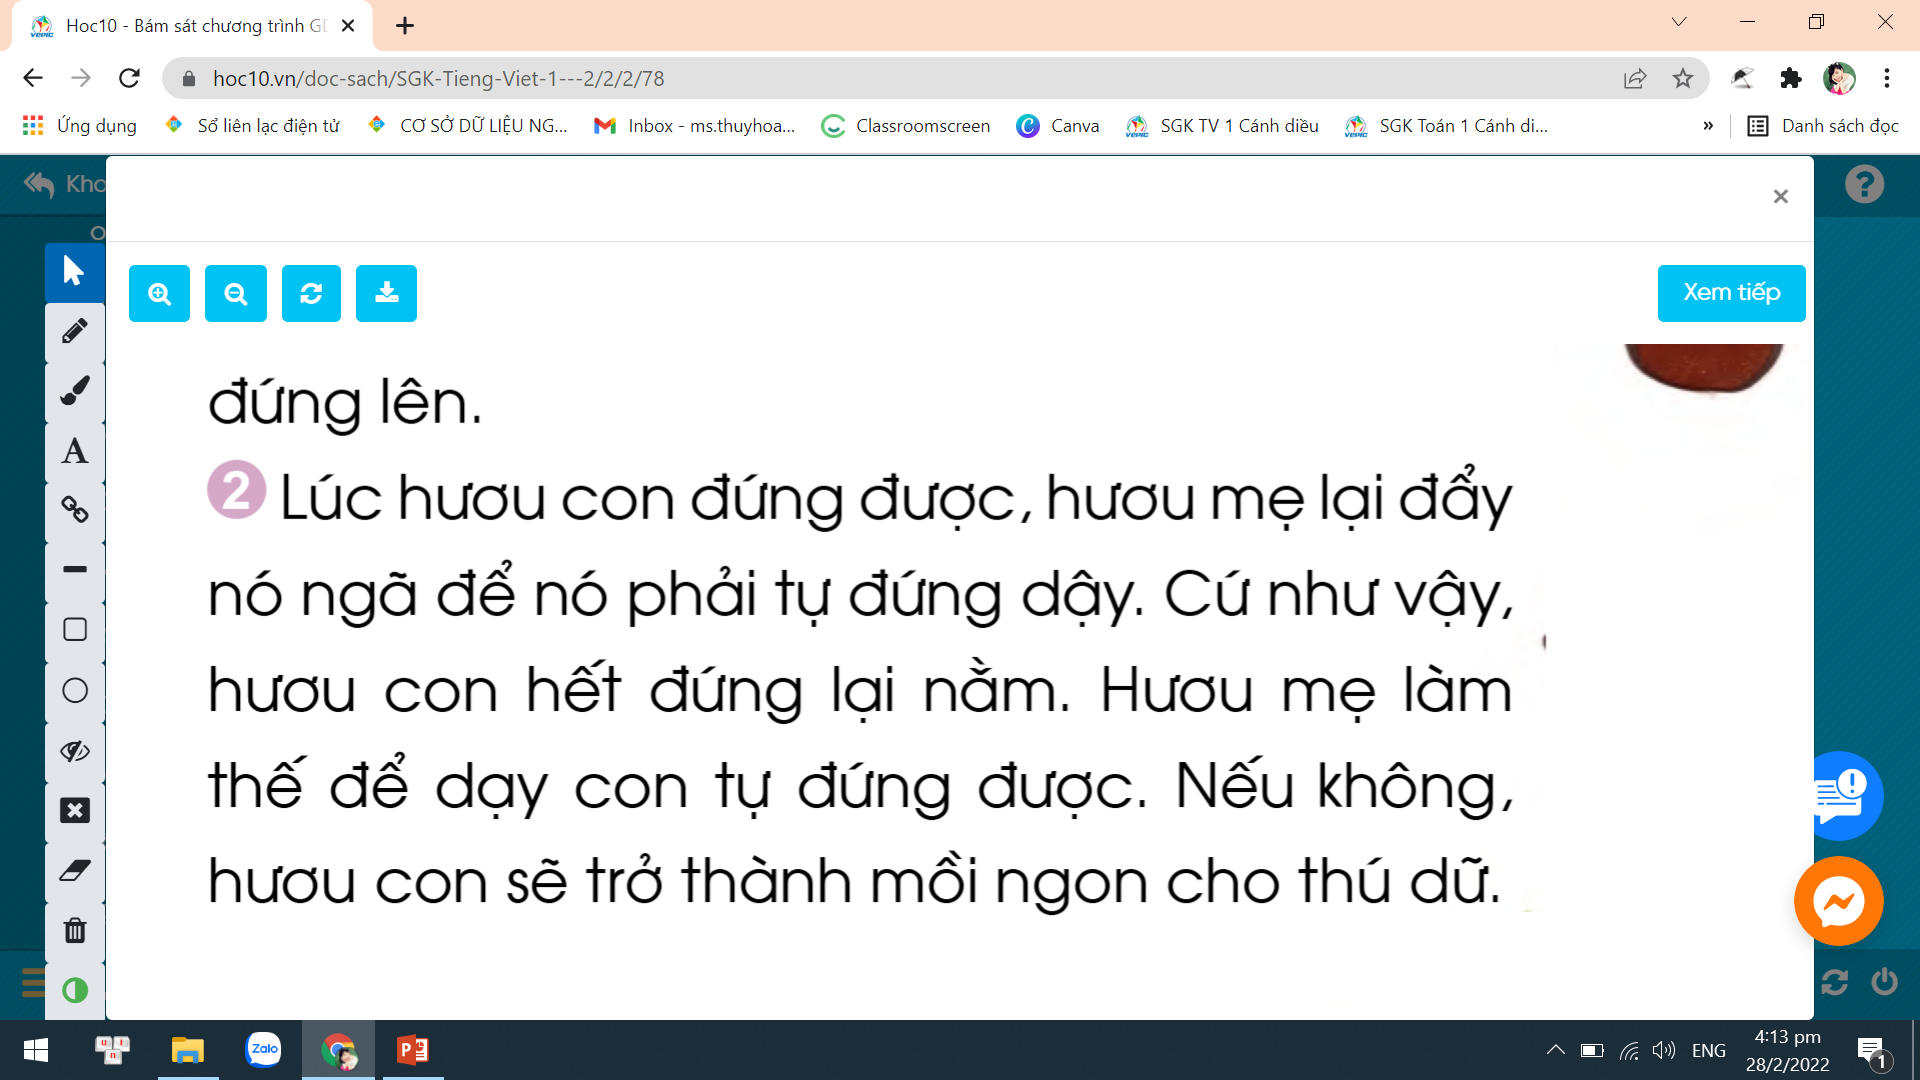 Hoc10 - Bám sát chương trình GD
hoc10.vn/doc-sach/SGK-Tieng-Viet-1---2/2/2/78
Ứng dụng Sổ liên lạc điện tử CƠ SỞ DỮ LIỆU NG... Inbox - ms.thuyhoa... Classroomscreen Canva SGK TV 1 Cánh diều SGK Toán 1 Cánh di... » Danh sách đọc
Kho
Xem tiếp
đứng lên.
2 Lúc hươu con đứng được, hươu mẹ lại đẩy
nó ngã để nó phải tự đứng dậy. Cứ như vậy,
hươu con hết đứng lại nằm. Hươu mẹ làm
thế để dạy con tự đứng được. Nếu không,
hươu con sẽ trở thành mồi ngon cho thú dữ.
Zalo
ENG
4:13 pm
28/2/2022
1